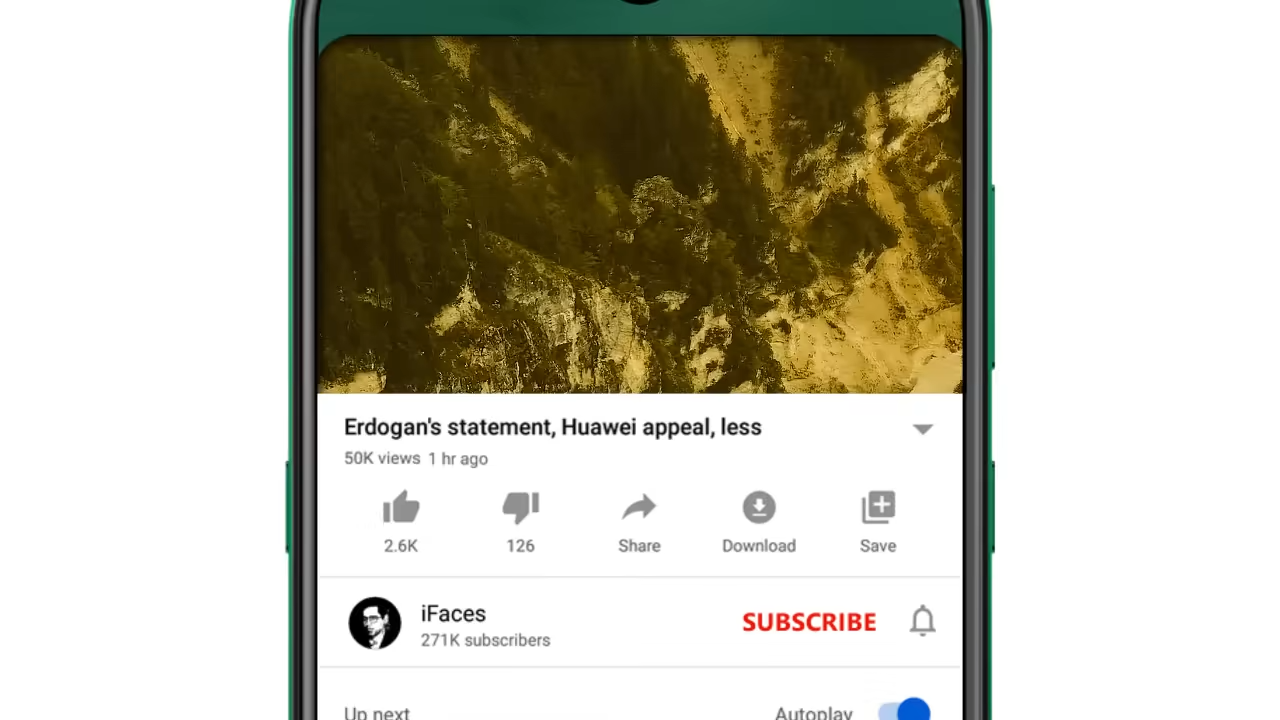 Erdogan's statement, Huawei appeal, less
50K views 1 hr ago
2.6K 126 Share Download Save
iFaces
271K subscribers
SUBSCRIBE
Up next Autoplay